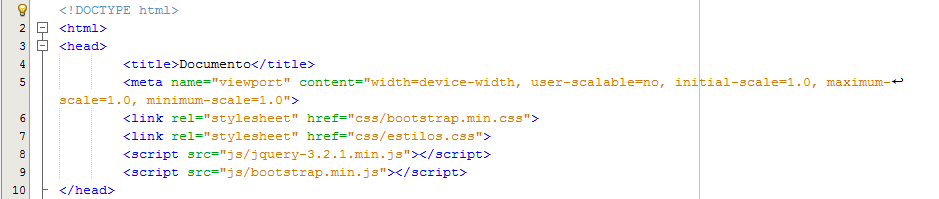 <!DOCTYPE html>
2 <html>
3 <head>
4 <title>Documento</title>
5 <meta name="viewport" content="width=device-width, user-scalable=no, initial-scale=1.0, maximum-
scale=1.0, minimum-scale=1.0">
6 <link rel="stylesheet" href="css/bootstrap.min.css">
7 <link rel="stylesheet" href="css/estilos.css">
8 <script src="js/jquery-3.2.1.min.js"></script>
9 <script src="js/bootstrap.min.js"></script>
10 </head>